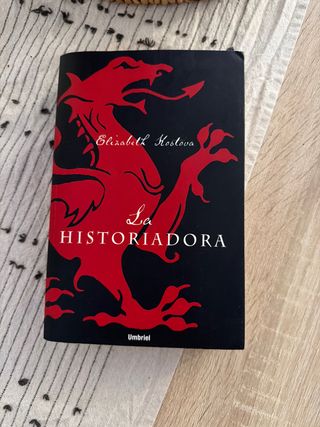 Elizabeth Kostova
La
HISTORIADORA
Umbriel